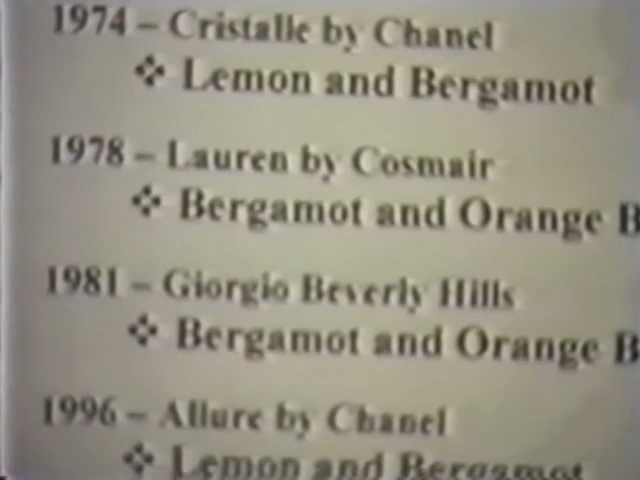 1974 – Cristalle by Chanel
❖ Lemon and Bergamot
1978 – Lauren by Cosmair
❖ Bergamot and Orange B
1981 – Giorgio Beverly Hills
❖ Bergamot and Orange B
1996 – Allure by Chanel
❖ Lemon and Bergamot